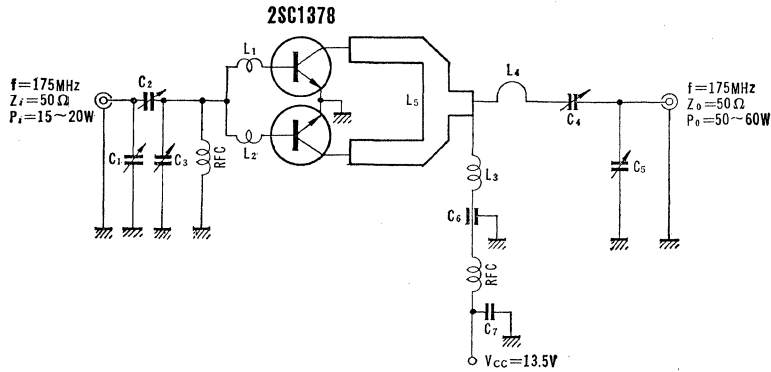 2SC1378
f=175MHz
Zi=50Ω
Pi=15~20W
C2
L1
L2
C1
C3
RFC
L5
L4
C4
C5
f=175MHz
Zo=50Ω
Po=50~60W
L3
C6
RFC
C7
VCC=13.5V